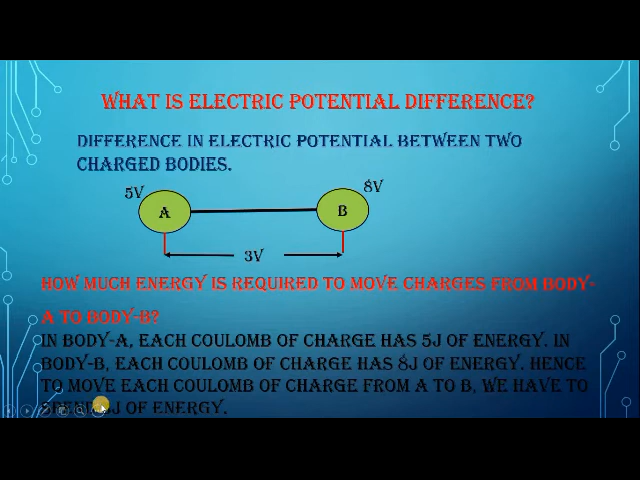 WHAT IS ELECTRIC POTENTIAL DIFFERENCE?
DIFFERENCE IN ELECTRIC POTENTIAL BETWEEN TWO
CHARGED BODIES.
5V
8V
A
B
3V
HOW MUCH ENERGY IS REQUIRED TO MOVE CHARGES FROM BODY-
A TO BODY-B?
IN BODY-A, EACH COULOMB OF CHARGE HAS 5J OF ENERGY. IN
BODY-B, EACH COULOMB OF CHARGE HAS 8J OF ENERGY. HENCE
TO MOVE EACH COULOMB OF CHARGE FROM A TO B, WE HAVE TO
OF ENERGY.